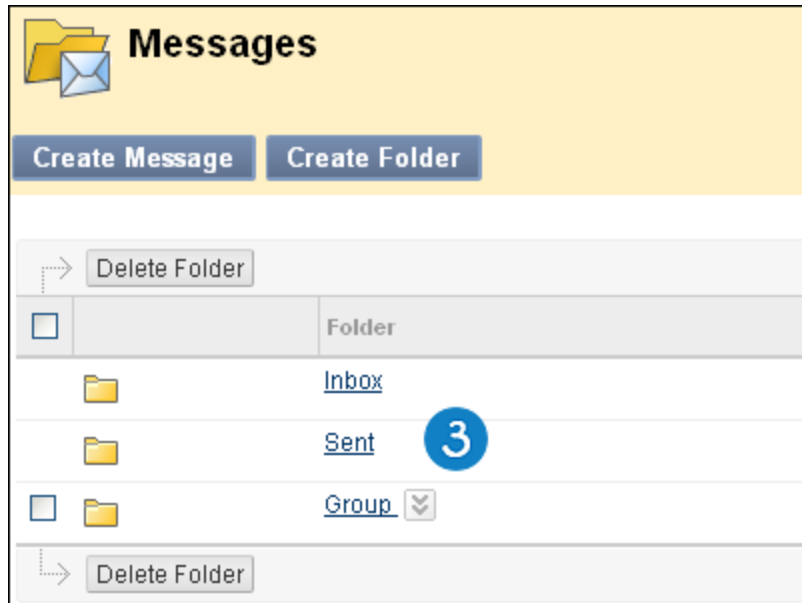 Messages
Create Message Create Folder
Delete Folder
Folder
Inbox
Sent 3
Group
Delete Folder